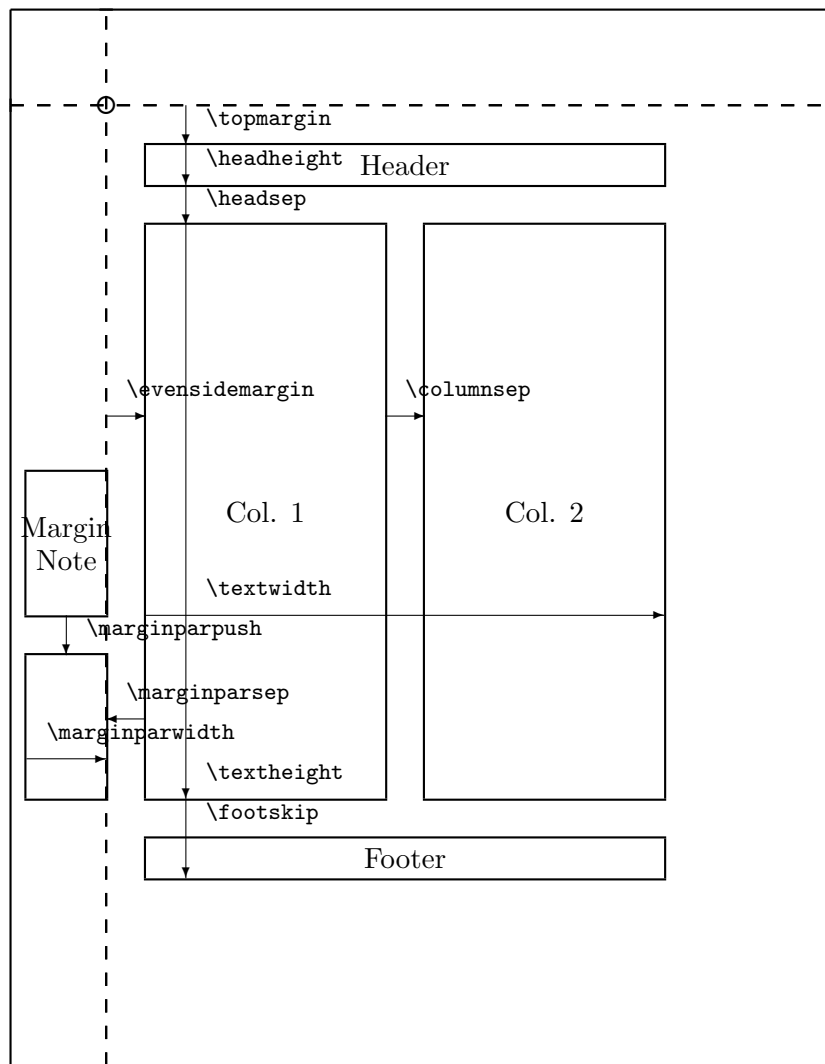 \topmargin
\headheight
Header
\headsep
\evensidemargin
\columnsep
Col. 1
Col. 2
Margin
Note
\textwidth
\marginparpush
\marginparsep
\marginparwidth
\textheight
\footskip
Footer